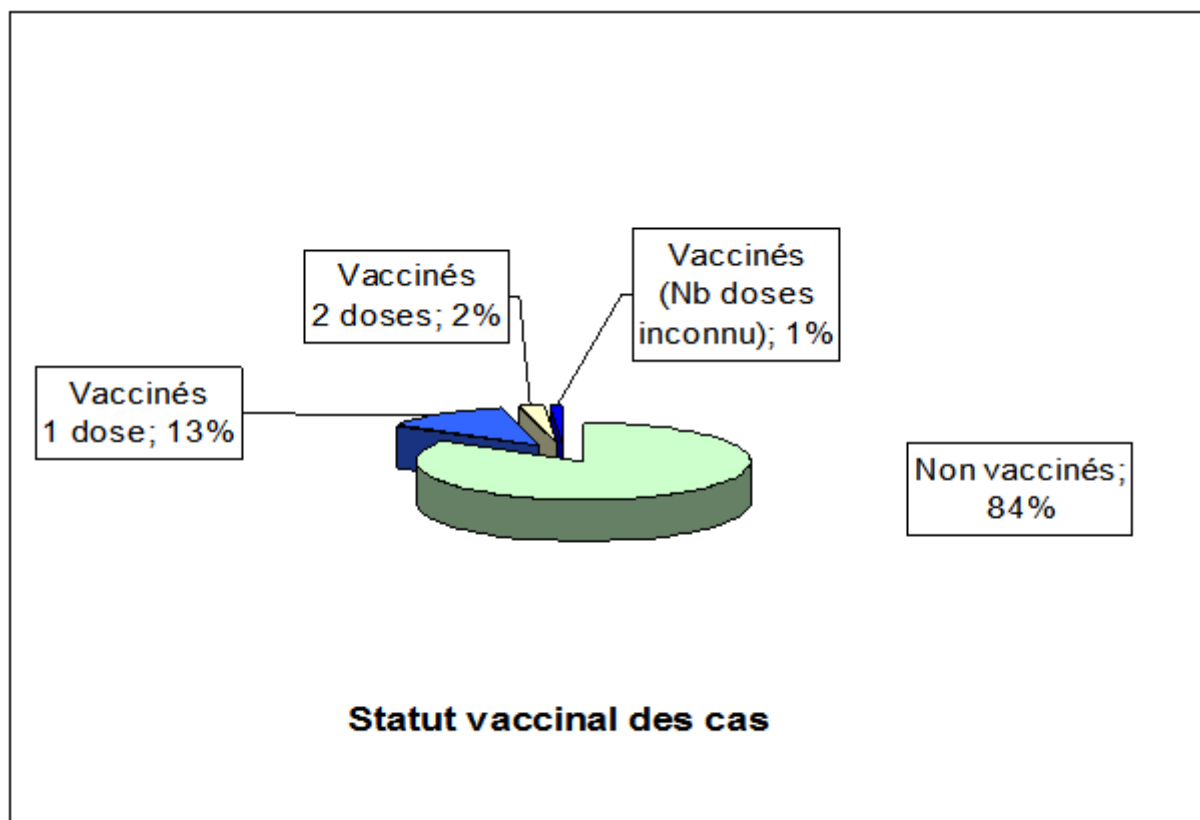 Vaccinés
(Nb doses
inconnu); 1%
Vaccinés
2 doses; 2%
Vaccinés
1 dose; 13%
Non vaccinés;
84%
Statut vaccinal des cas